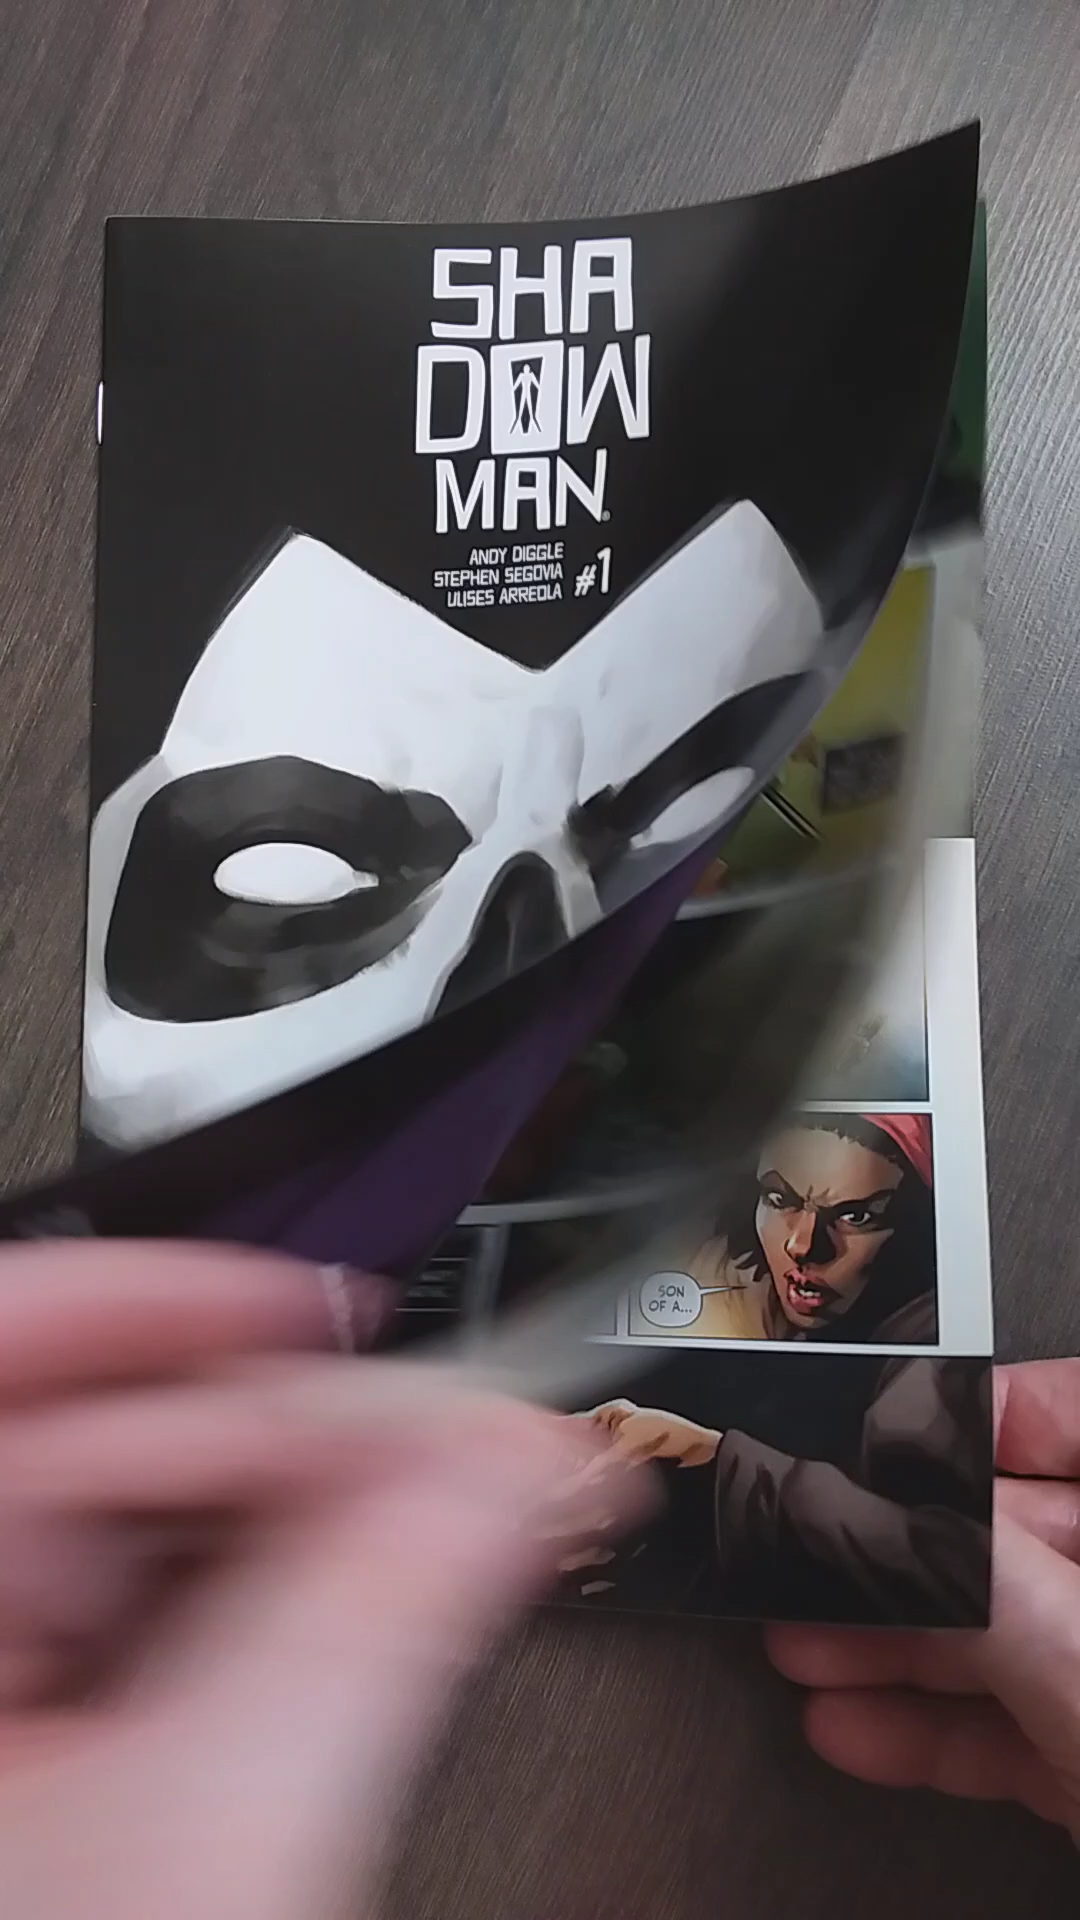 SHA
DOW
MAN®
ANDY DIGGLE
STEPHEN SEGOVIA
ULISES ARREOLA
#1
SON
OF A...